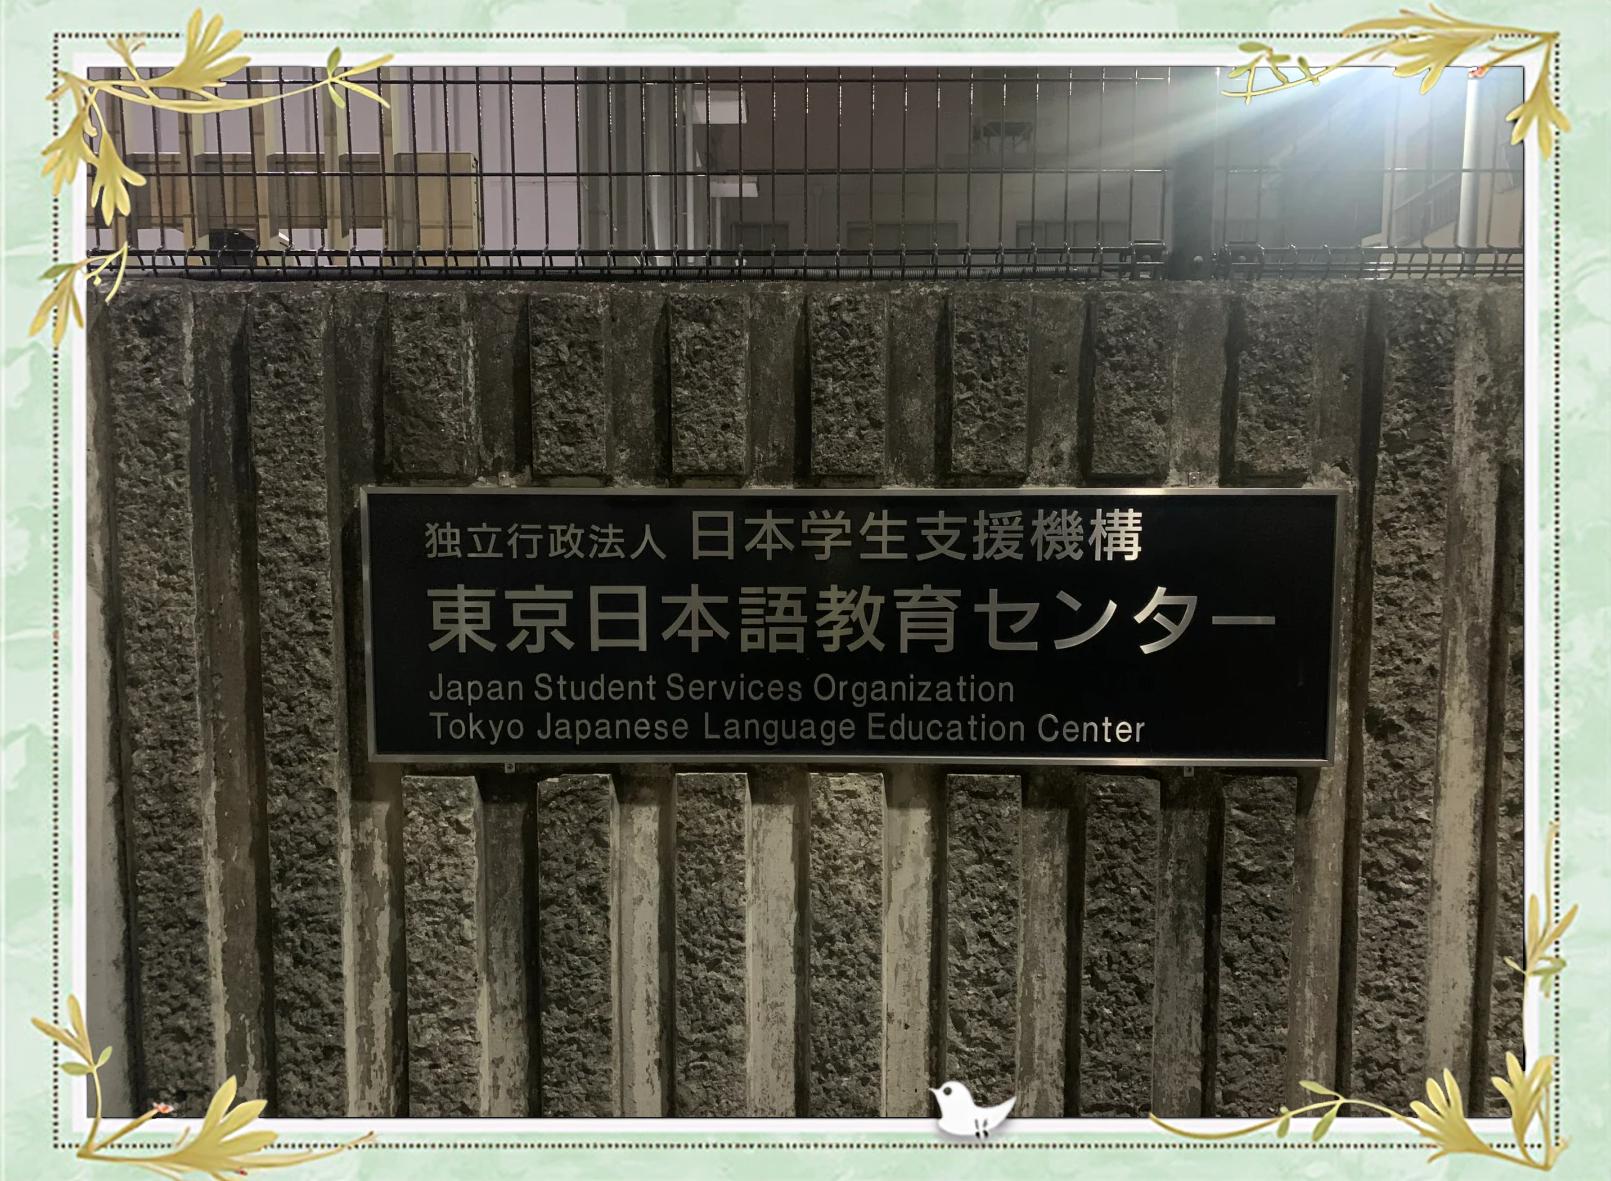 独立行政法人 日本学生支援機構
東京日本語教育センター
Japan Student Services Organization
Tokyo Japanese Language Education Center